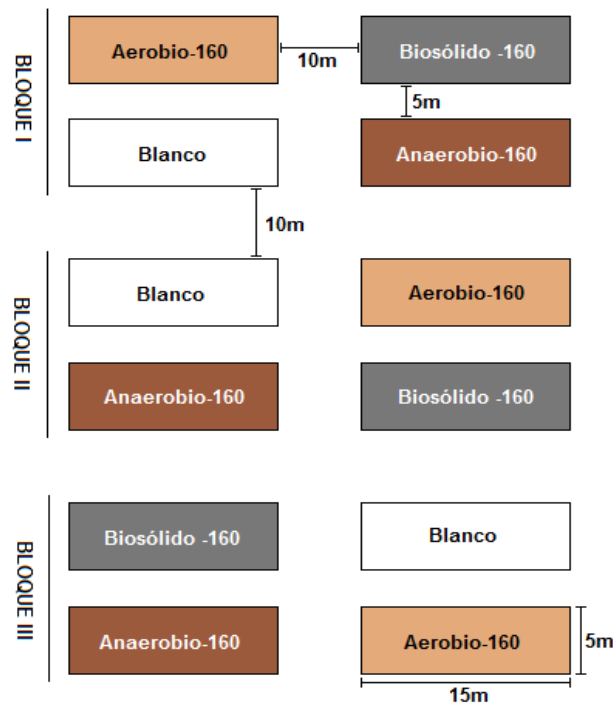 BLOQUE I
Aerobio-160
10m
Biosólido -160
5m
Blanco
Anaerobio-160
10m
BLOQUE II
Blanco
Aerobio-160
Anaerobio-160
Biosólido -160
BLOQUE III
Biosólido -160
Blanco
Anaerobio-160
Aerobio-160
5m
15m